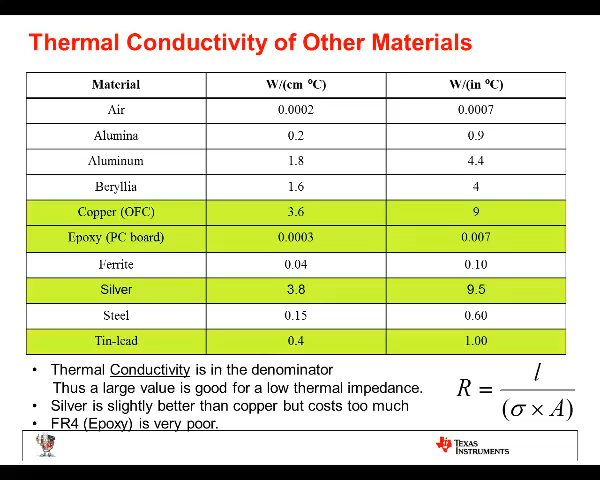 Thermal Conductivity of Other Materials
Material W/(cm ºC) W/(in ºC)
Air 0.0002 0.0007
Alumina 0.2 0.9
Aluminum 1.8 4.4
Beryllia 1.6 4
Copper (OFC) 3.6 9
Epoxy (PC board) 0.0003 0.007
Ferrite 0.04 0.10
Silver 3.8 9.5
Steel 0.15 0.60
Tin-lead 0.4 1.00
• Thermal Conductivity is in the denominator
Thus a large value is good for a low thermal impedance.
• Silver is slightly better than copper but costs too much
• FR4 (Epoxy) is very poor.
R = l / (σ × A)
TEXAS
INSTRUMENTS